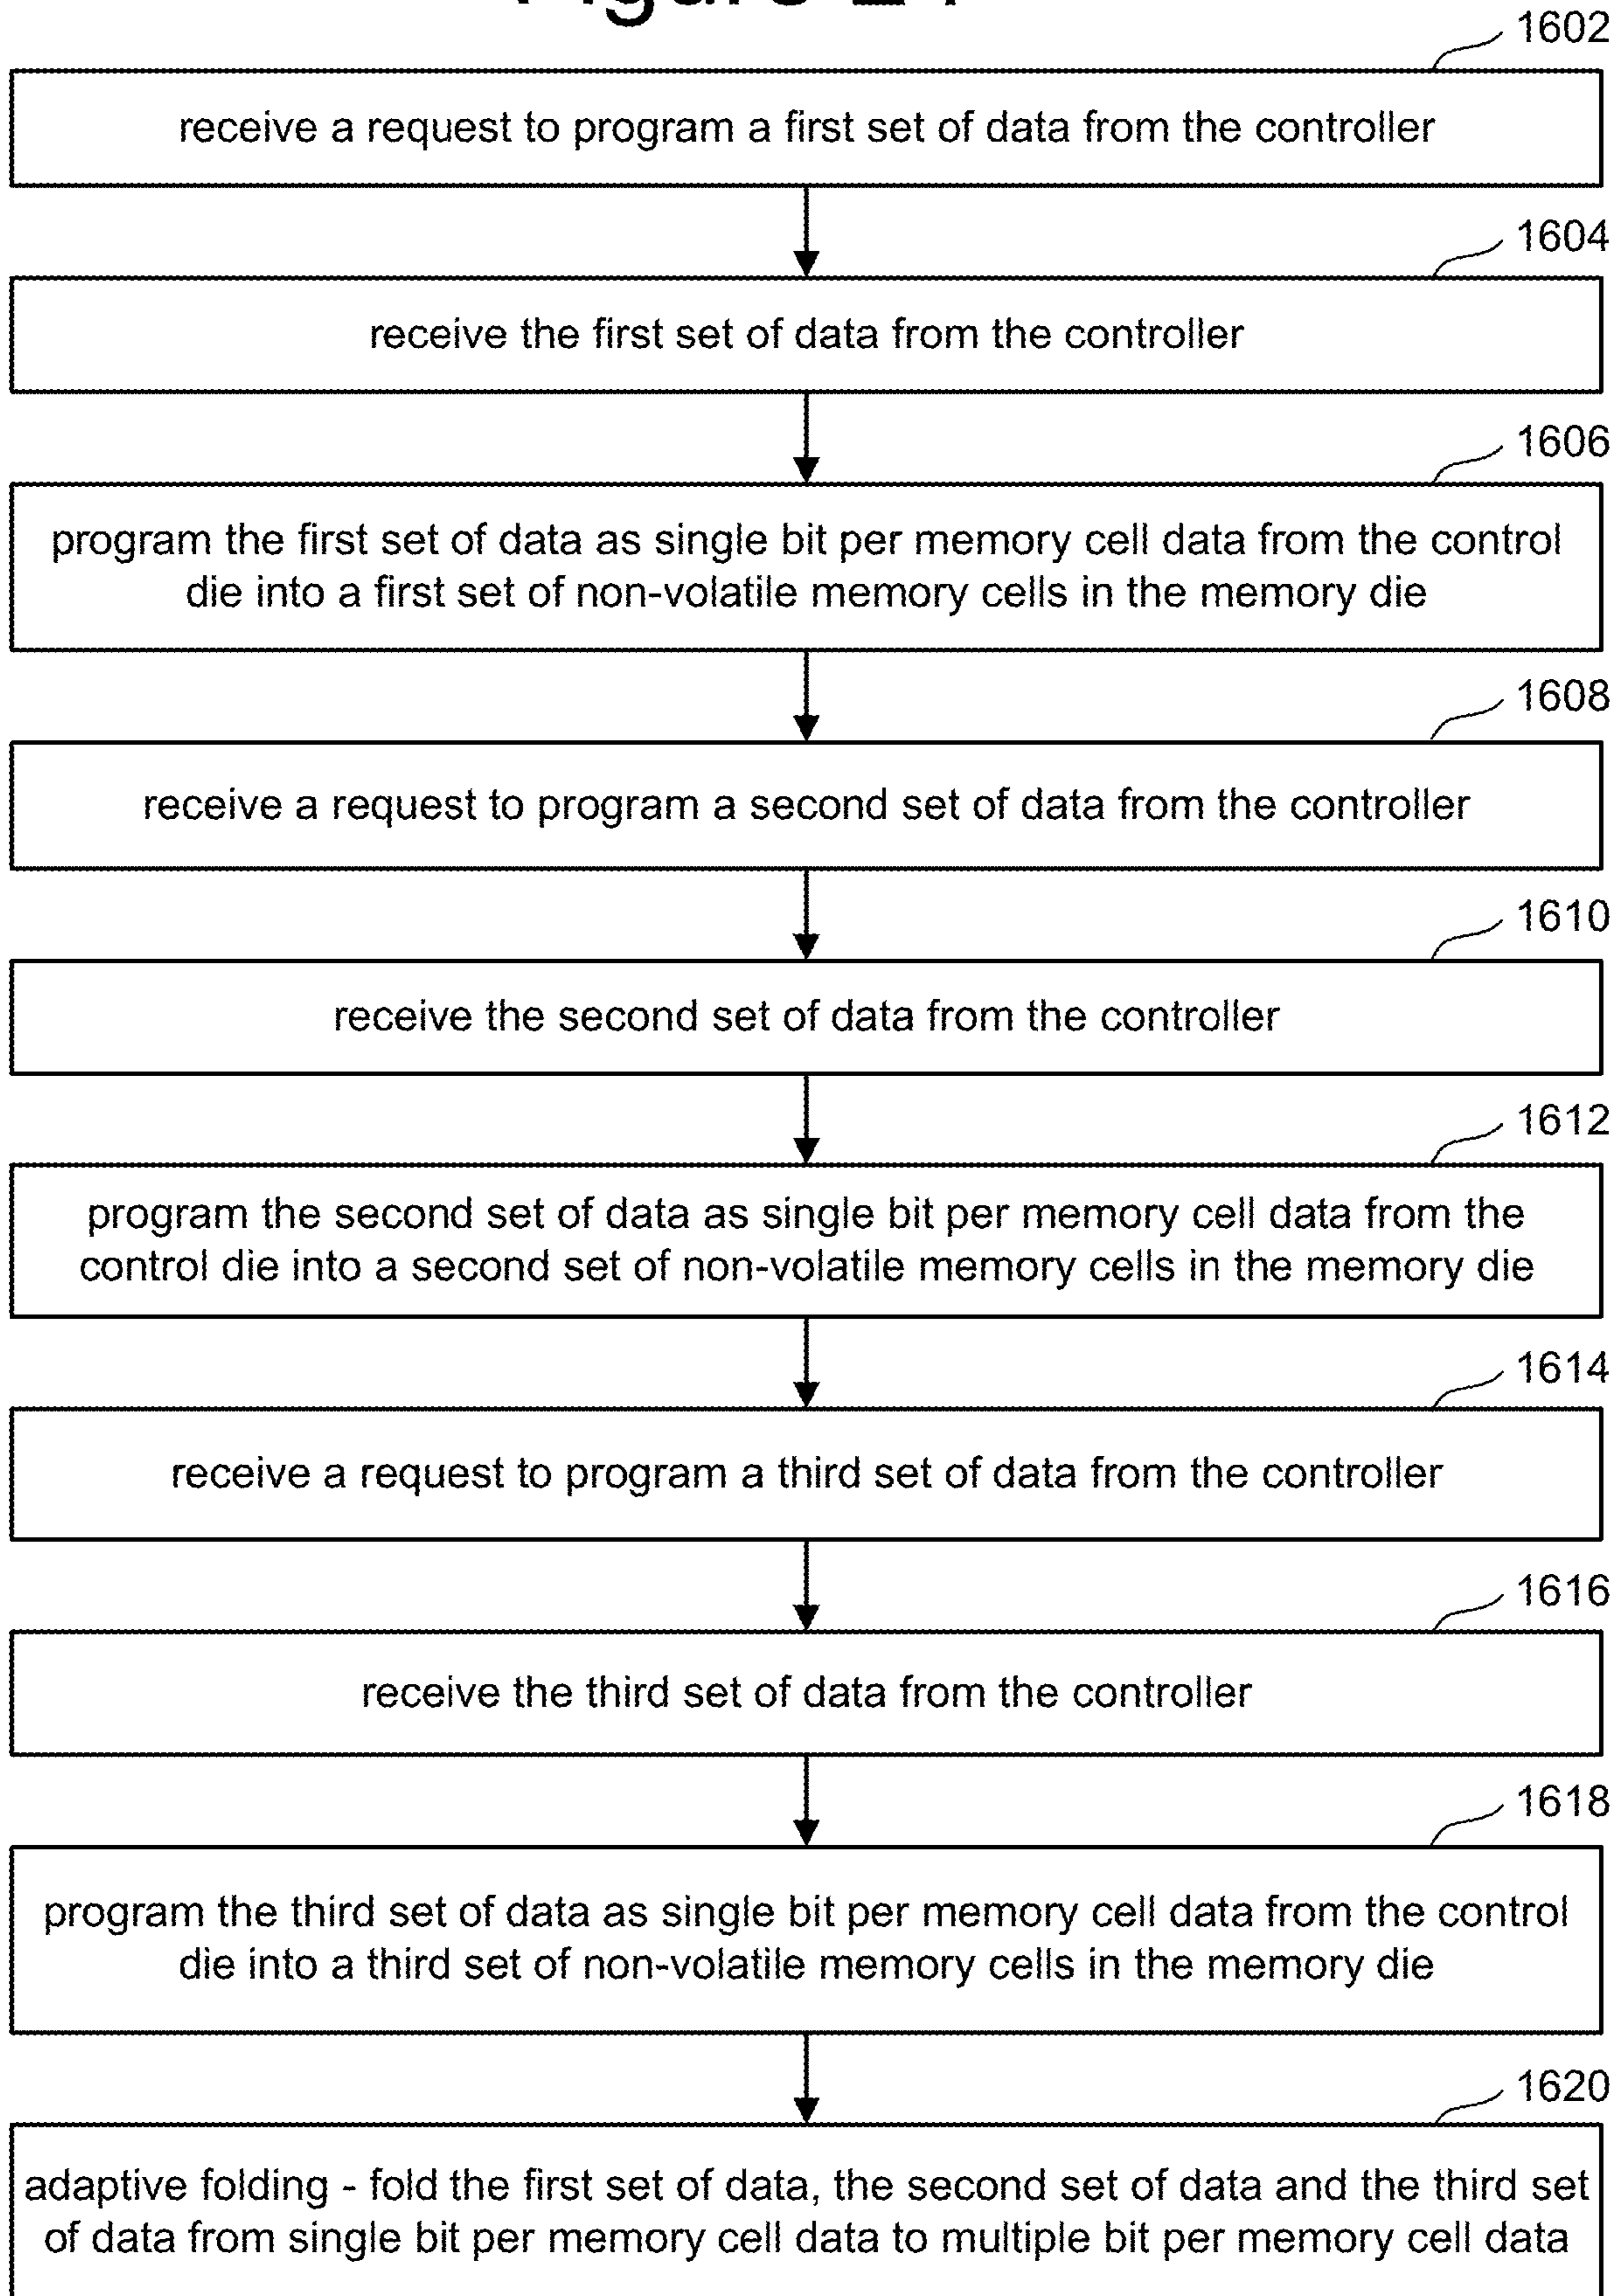 1602
receive a request to program a first set of data from the controller
1604
receive the first set of data from the controller
1606
program the first set of data as single bit per memory cell data from the control
die into a first set of non-volatile memory cells in the memory die
1608
receive a request to program a second set of data from the controller
1610
receive the second set of data from the controller
1612
program the second set of data as single bit per memory cell data from the
control die into a second set of non-volatile memory cells in the memory die
1614
receive a request to program a third set of data from the controller
1616
receive the third set of data from the controller
1618
program the third set of data as single bit per memory cell data from the control
die into a third set of non-volatile memory cells in the memory die
1620
adaptive folding - fold the first set of data, the second set of data and the third set
of data from single bit per memory cell data to multiple bit per memory cell data